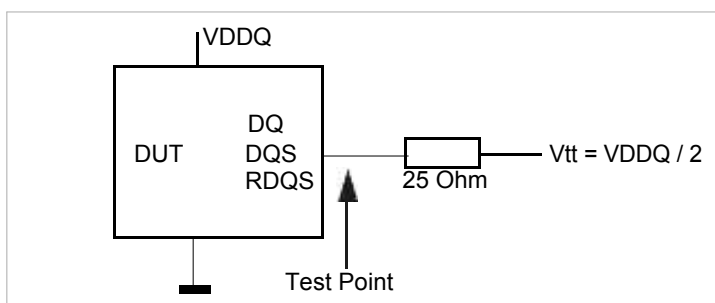 VDDQ
DQ
DUT
DQS
RDQS
25 Ohm
Vtt = VDDQ / 2
Test Point